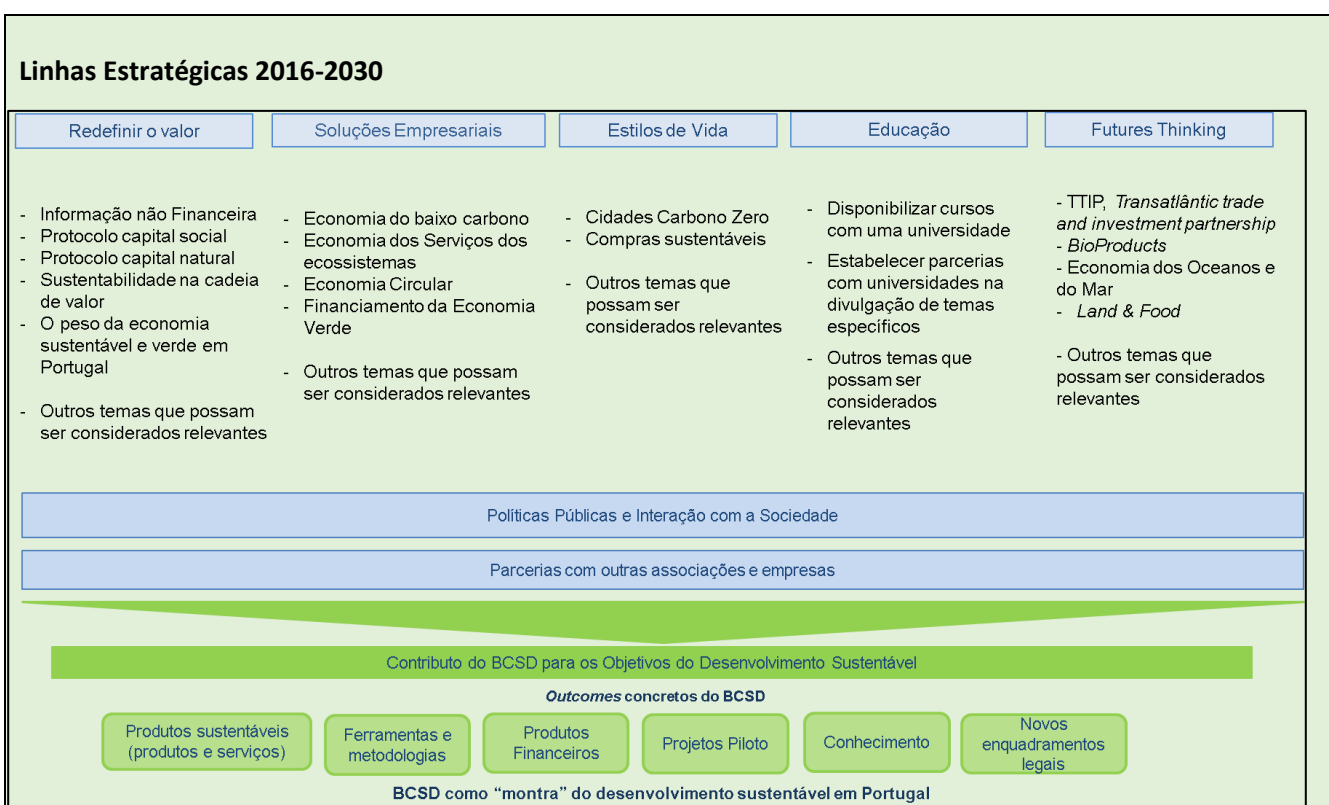 Linhas Estratégicas 2016-2030
Redefinir o valor
- Informação não Financeira
- Protocolo capital social
- Protocolo capital natural
- Sustentabilidade na cadeia
de valor
- O peso da economia
sustentável e verde em
Portugal
- Outros temas que possam
ser considerados relevantes
Soluções Empresariais
- Economia do baixo carbono
- Economia dos Serviços dos
ecossistemas
- Economia Circular
- Financiamento da Economia
Verde
- Outros temas que possam
ser considerados relevantes
Estilos de Vida
- Cidades Carbono Zero
- Compras sustentáveis
- Outros temas que
possam ser
considerados relevantes
Educação
- Disponibilizar cursos
com uma universidade
- Estabelecer parcerias
com universidades na
divulgação de temas
específicos
- Outros temas que
possam ser
considerados
relevantes
Futures Thinking
- TTIP, Transatlântic trade
and investment partnership
- BioProducts
- Economia dos Oceanos e
do Mar
- Land & Food
- Outros temas que
possam ser considerados
relevantes
Políticas Públicas e Interação com a Sociedade
Parcerias com outras associações e empresas
Contributo do BCSD para os Objetivos do Desenvolvimento Sustentável
Outcomes concretos do BCSD
Produtos sustentáveis
(produtos e serviços)
Ferramentas e
metodologias
Produtos
Financeiros
Projetos Piloto
Conhecimento
Novos
enquadramentos
legais
BCSD como “montra” do desenvolvimento sustentável em Portugal